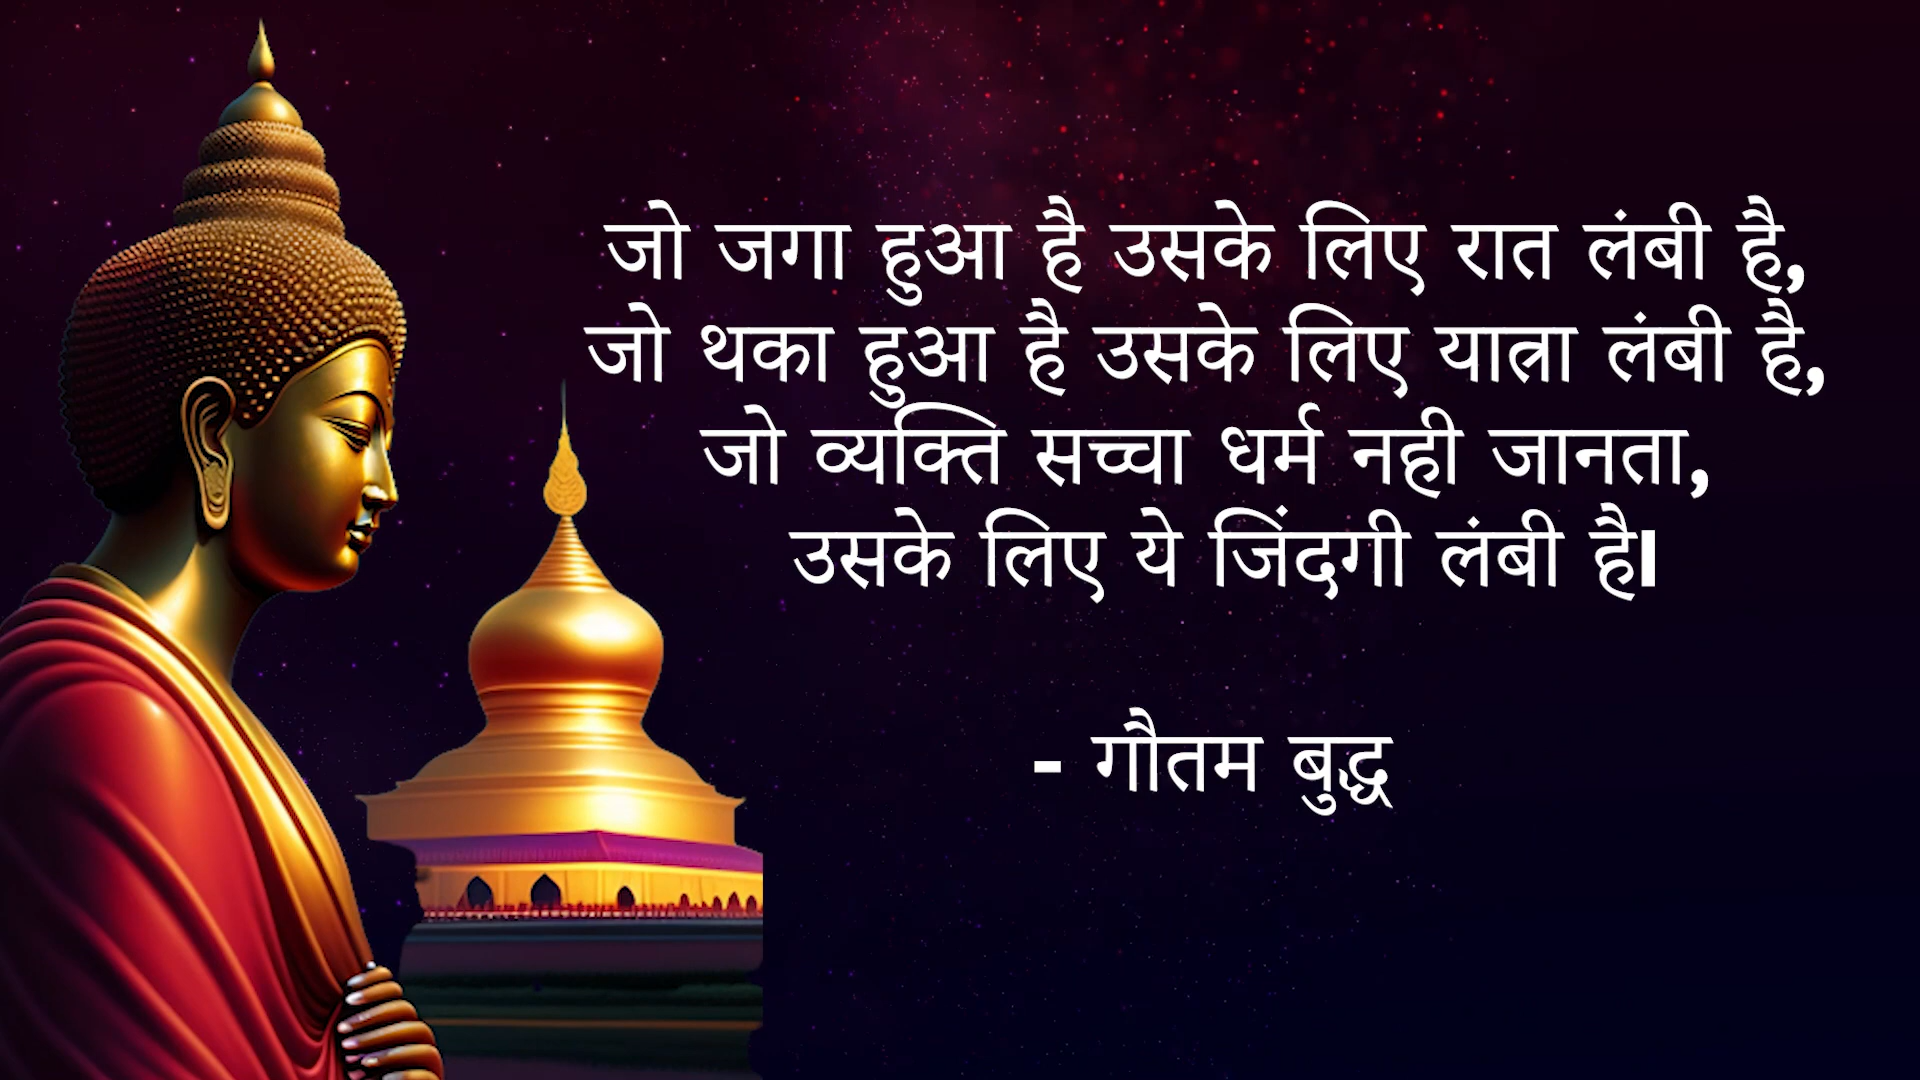 जो जगा हुआ है उसके लिए रात लंबी है,
जो थका हुआ है उसके लिए यात्रा लंबी है,
जो व्यक्ति सच्चा धर्म नही जानता,
उसके लिए ये जिंदगी लंबी है।
- गौतम बुद्ध